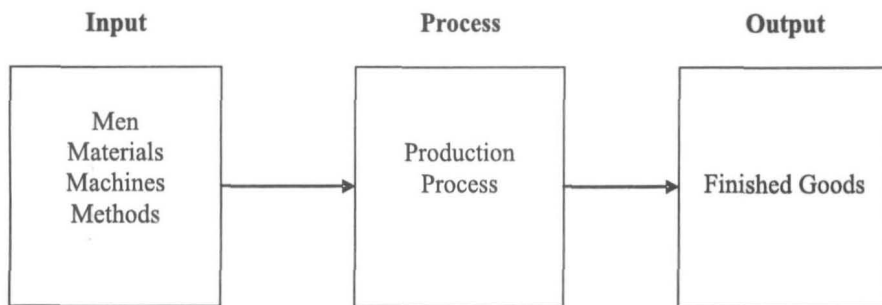 Input
Process
Output
Men
Materials
Machines
Methods
Production
Process
Finished Goods